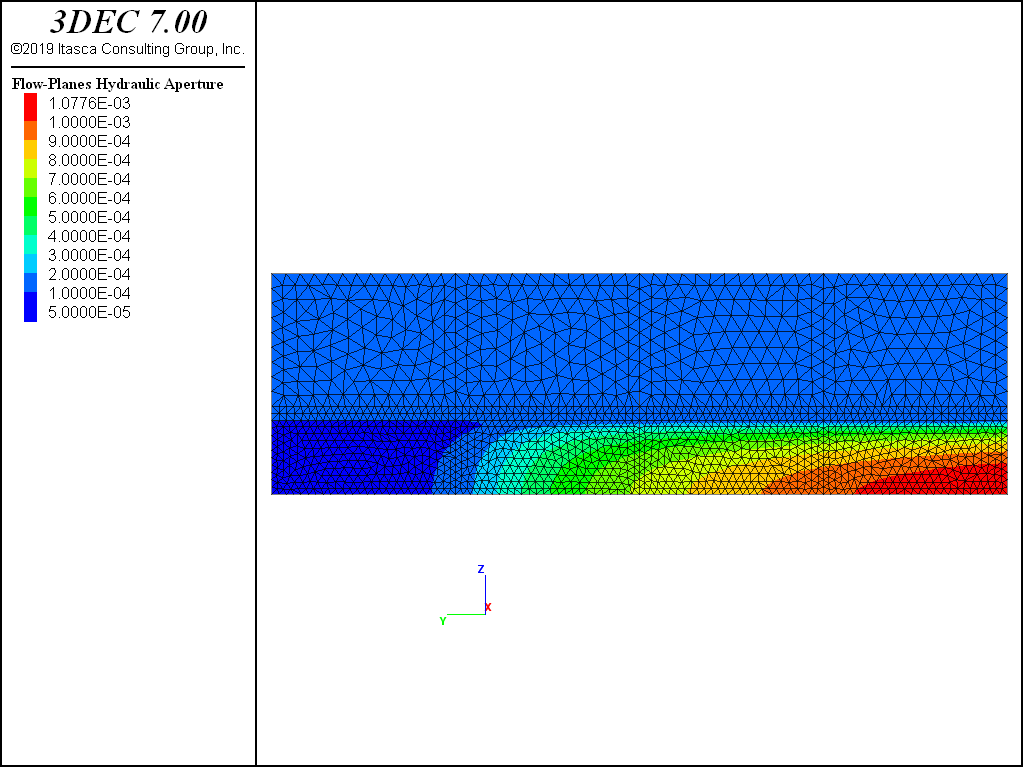 3DEC 7.00
©2019 Itasca Consulting Group, Inc.
Flow-Planes Hydraulic Aperture
1.0776E-03
1.0000E-03
9.0000E-04
8.0000E-04
7.0000E-04
6.0000E-04
5.0000E-04
4.0000E-04
3.0000E-04
2.0000E-04
1.0000E-04
5.0000E-05
Z
X
Y